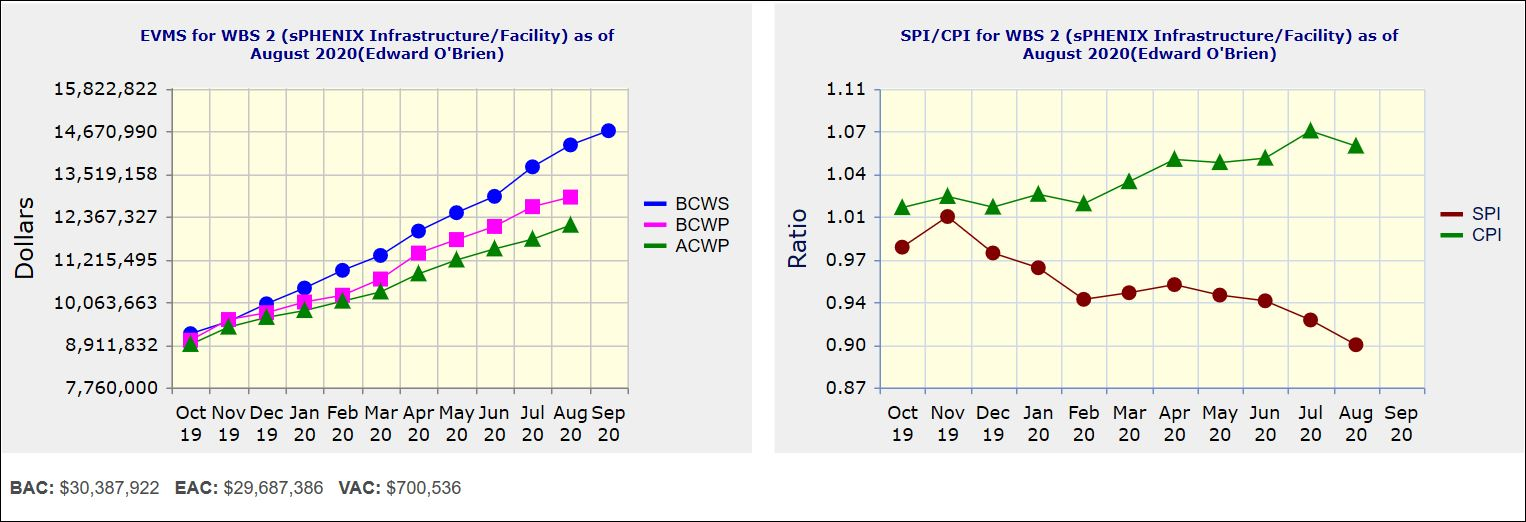 EVMS for WBS 2 (sPHENIX Infrastructure/Facility) as of
August 2020(Edward O'Brien)
15,822,822
14,670,990
13,519,158
12,367,327
11,215,495
10,063,663
8,911,832
7,760,000
Dollars
Oct Nov Dec Jan Feb Mar Apr May Jun Jul Aug Sep
19 19 19 20 20 20 20 20 20 20 20 20
BCWS
BCWP
ACWP
SPI/CPI for WBS 2 (sPHENIX Infrastructure/Facility) as of
August 2020(Edward O'Brien)
1.11
1.07
1.04
1.01
0.97
0.94
0.90
0.87
Ratio
Oct Nov Dec Jan Feb Mar Apr May Jun Jul Aug Sep
19 19 19 20 20 20 20 20 20 20 20 20
SPI
CPI
BAC: $30,387,922 EAC: $29,687,386 VAC: $700,536